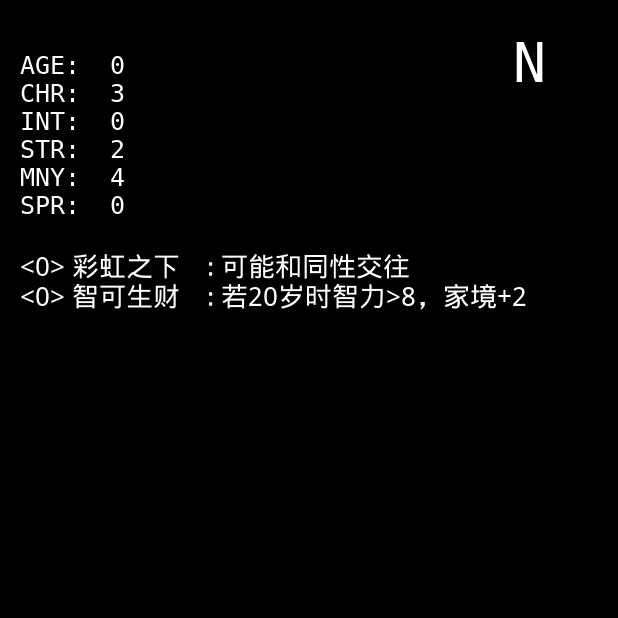 N
AGE: 0
CHR: 3
INT: 0
STR: 2
MNY: 4
SPR: 0
<0> 彩虹之下 : 可能和同性交往
<0> 智可生财 : 若20岁时智力>8，家境+2